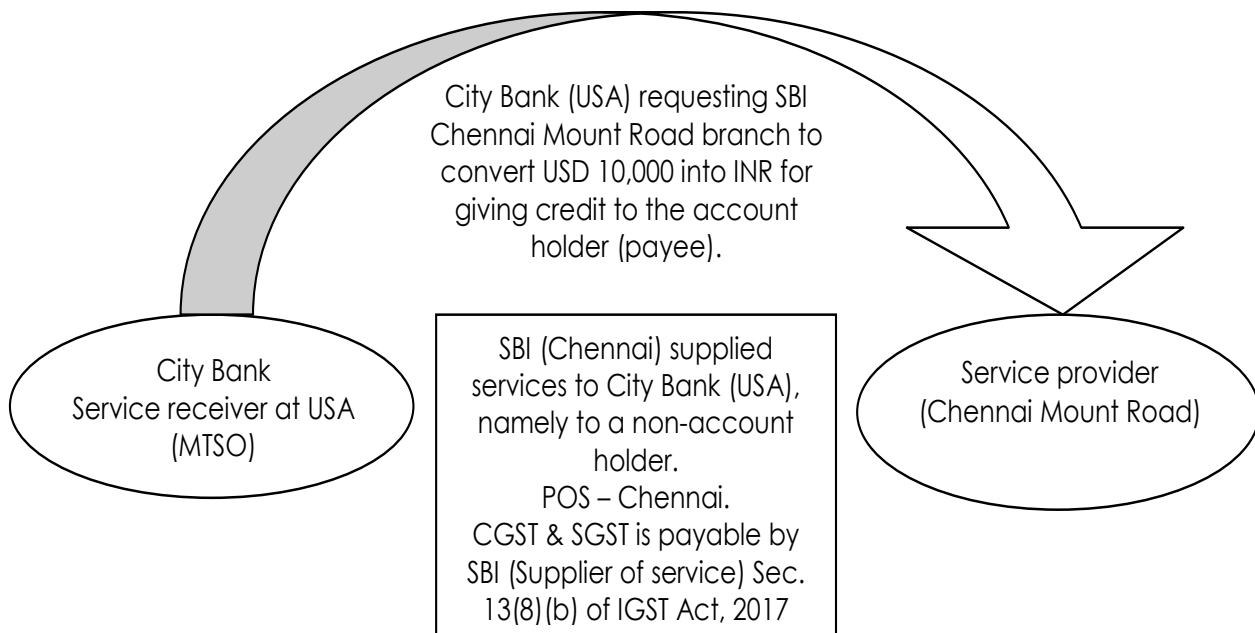 City Bank (USA) requesting SBI
Chennai Mount Road branch to
convert USD 10,000 into INR for
giving credit to the account
holder (payee).
City Bank
Service receiver at USA
(MTSO)
SBI (Chennai) supplied
services to City Bank (USA),
namely to a non-account
holder.
POS – Chennai.
CGST & SGST is payable by
SBI (Supplier of service) Sec.
13(8)(b) of IGST Act, 2017
Service provider
(Chennai Mount Road)